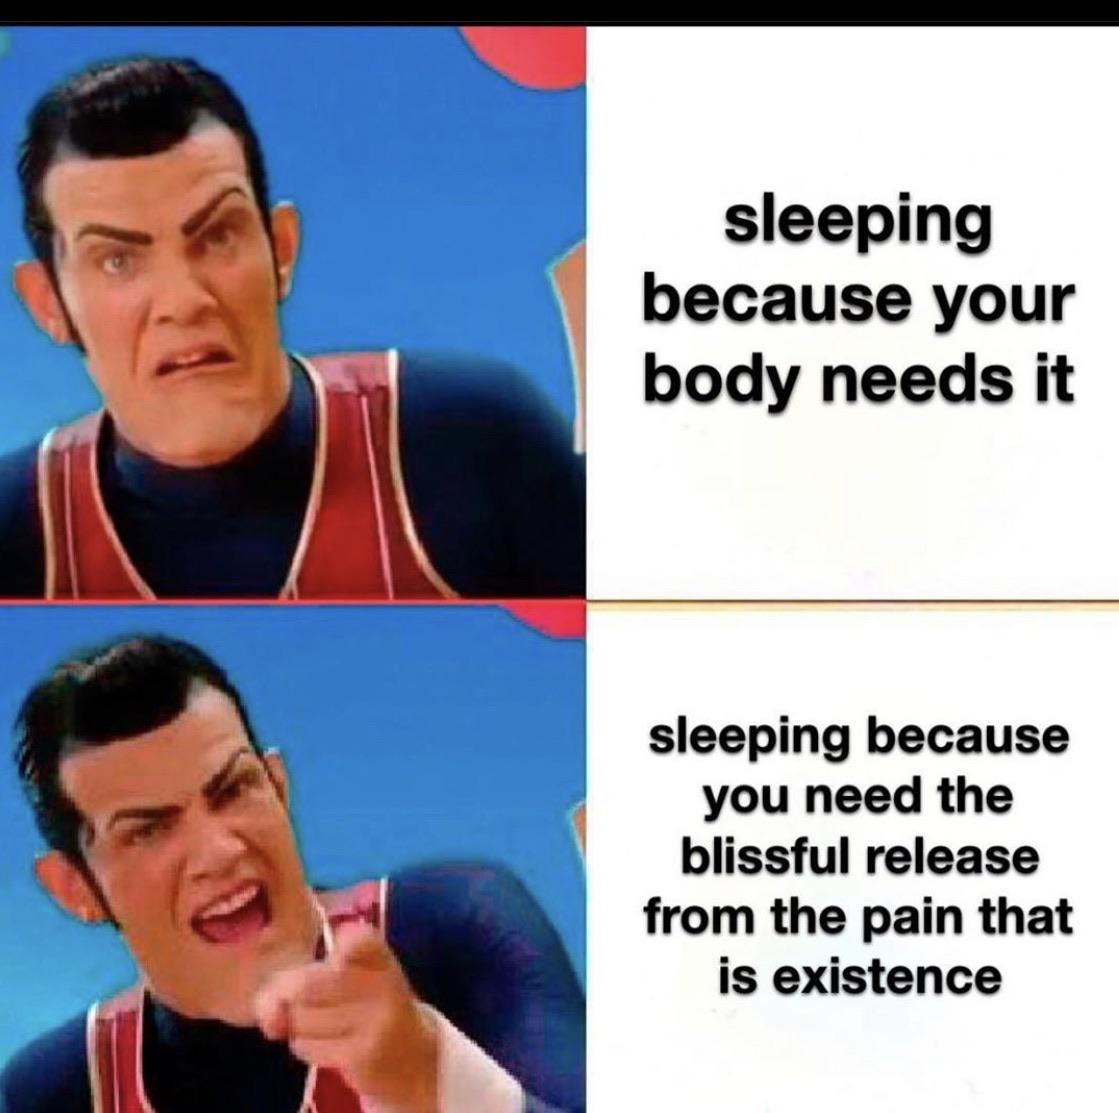 sleeping
because your
body needs it
sleeping because
you need the
blissful release
from the pain that
is existence